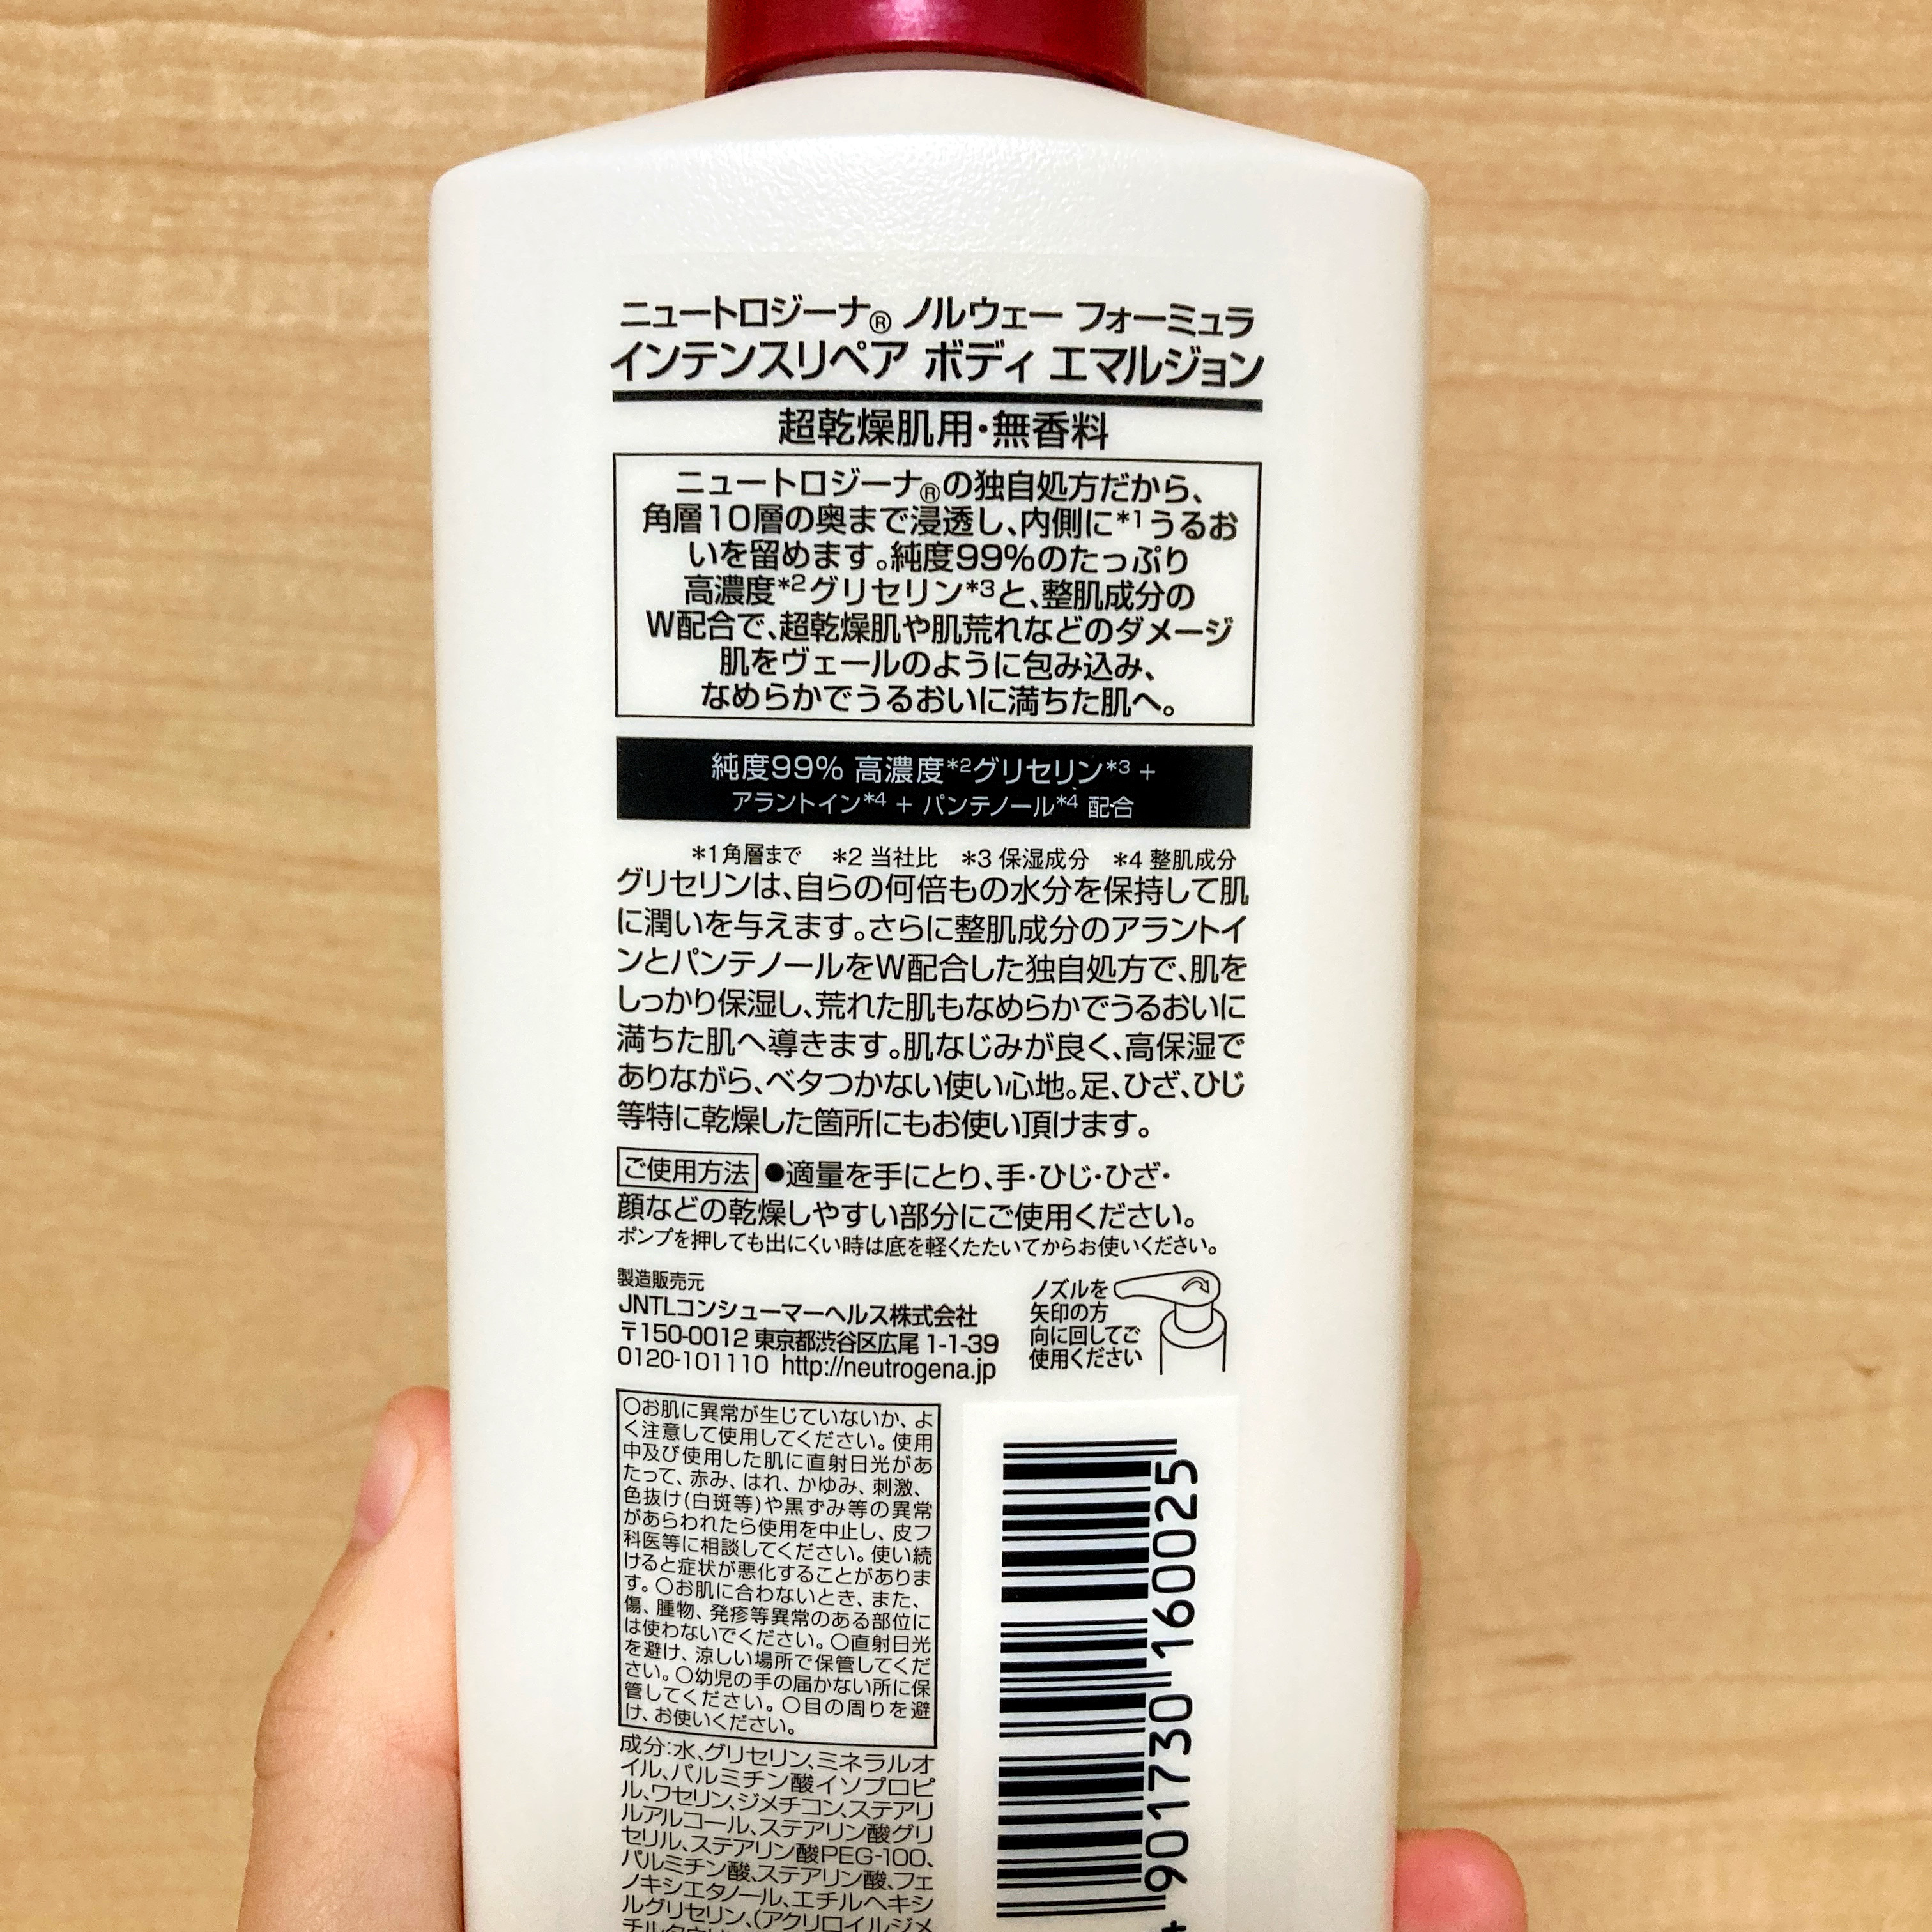 ニュートロジーナ® ノルウェー フォーミュラ
インテンスリペア ボディ エマルジョン
超乾燥肌用・無香料
ニュートロジーナ®の独自処方だから、
角層10層の奥まで浸透し、内側に*1うるお
いを留めます。純度99%のたっぷり
高濃度*2グリセリン*3と、整肌成分の
W配合で、超乾燥肌や肌荒れなどのダメージ
肌をヴェールのように包み込み、
なめらかでうるおいに満ちた肌へ。
純度99% 高濃度*2グリセリン*3 +
アラントイン*4 + パンテノール*4 配合
*1角層まで *2 当社比 *3 保湿成分 *4 整肌成分
グリセリンは、自らの何倍もの水分を保持して肌
に潤いを与えます。さらに整肌成分のアラントイ
ンとパンテノールをW配合した独自処方で、肌を
しっかり保湿し、荒れた肌もなめらかでうるおいに
満ちた肌へ導きます。肌なじみが良く、高保湿で
ありながら、ベタつかない使い心地。足、ひざ、ひじ
等特に乾燥した箇所にもお使い頂けます。
ご使用方法 ●適量を手にとり、手・ひじ・ひざ・
顔などの乾燥しやすい部分にご使用ください。
ポンプを押しても出にくい時は底を軽くたたいてからお使いください。
製造販売元
JNTLコンシューマーヘルス株式会社
〒150-0012 東京都渋谷区広尾 1-1-39
0120-101110 http://neutrogena.jp
ノズルを
矢印の方
向に回してご
使用ください
○お肌に異常が生じていないか、よ
く注意して使用してください。使用
中及び使用した肌に直射日光があ
たって、赤み、はれ、かゆみ、刺激、
色抜け(白斑等)や黒ずみ等の異常
があらわれたら使用を中止し、皮フ
科医等に相談してください。使い続
けると症状が悪化することがありま
す。○お肌に合わないとき、また、
傷、腫物、発疹等異常のある部位に
は使わないでください。○直射日光
を避け、涼しい場所で保管してくだ
さい。○幼児の手の届かない所に保
管してください。○目の周りを避
け、お使いください。
成分:水、グリセリン、ミネラルオ
イル、パルミチン酸イソプロピ
ル、ワセリン、ジメチコン、ステアリ
ルアルコール、ステアリン酸グリ
セリル、ステアリン酸PEG-100、
パルミチン酸、ステアリン酸、フェ
ノキシエタノール、エチルヘキシ
ルグリセリン、(アクリロイルジメ
4 901730 160025